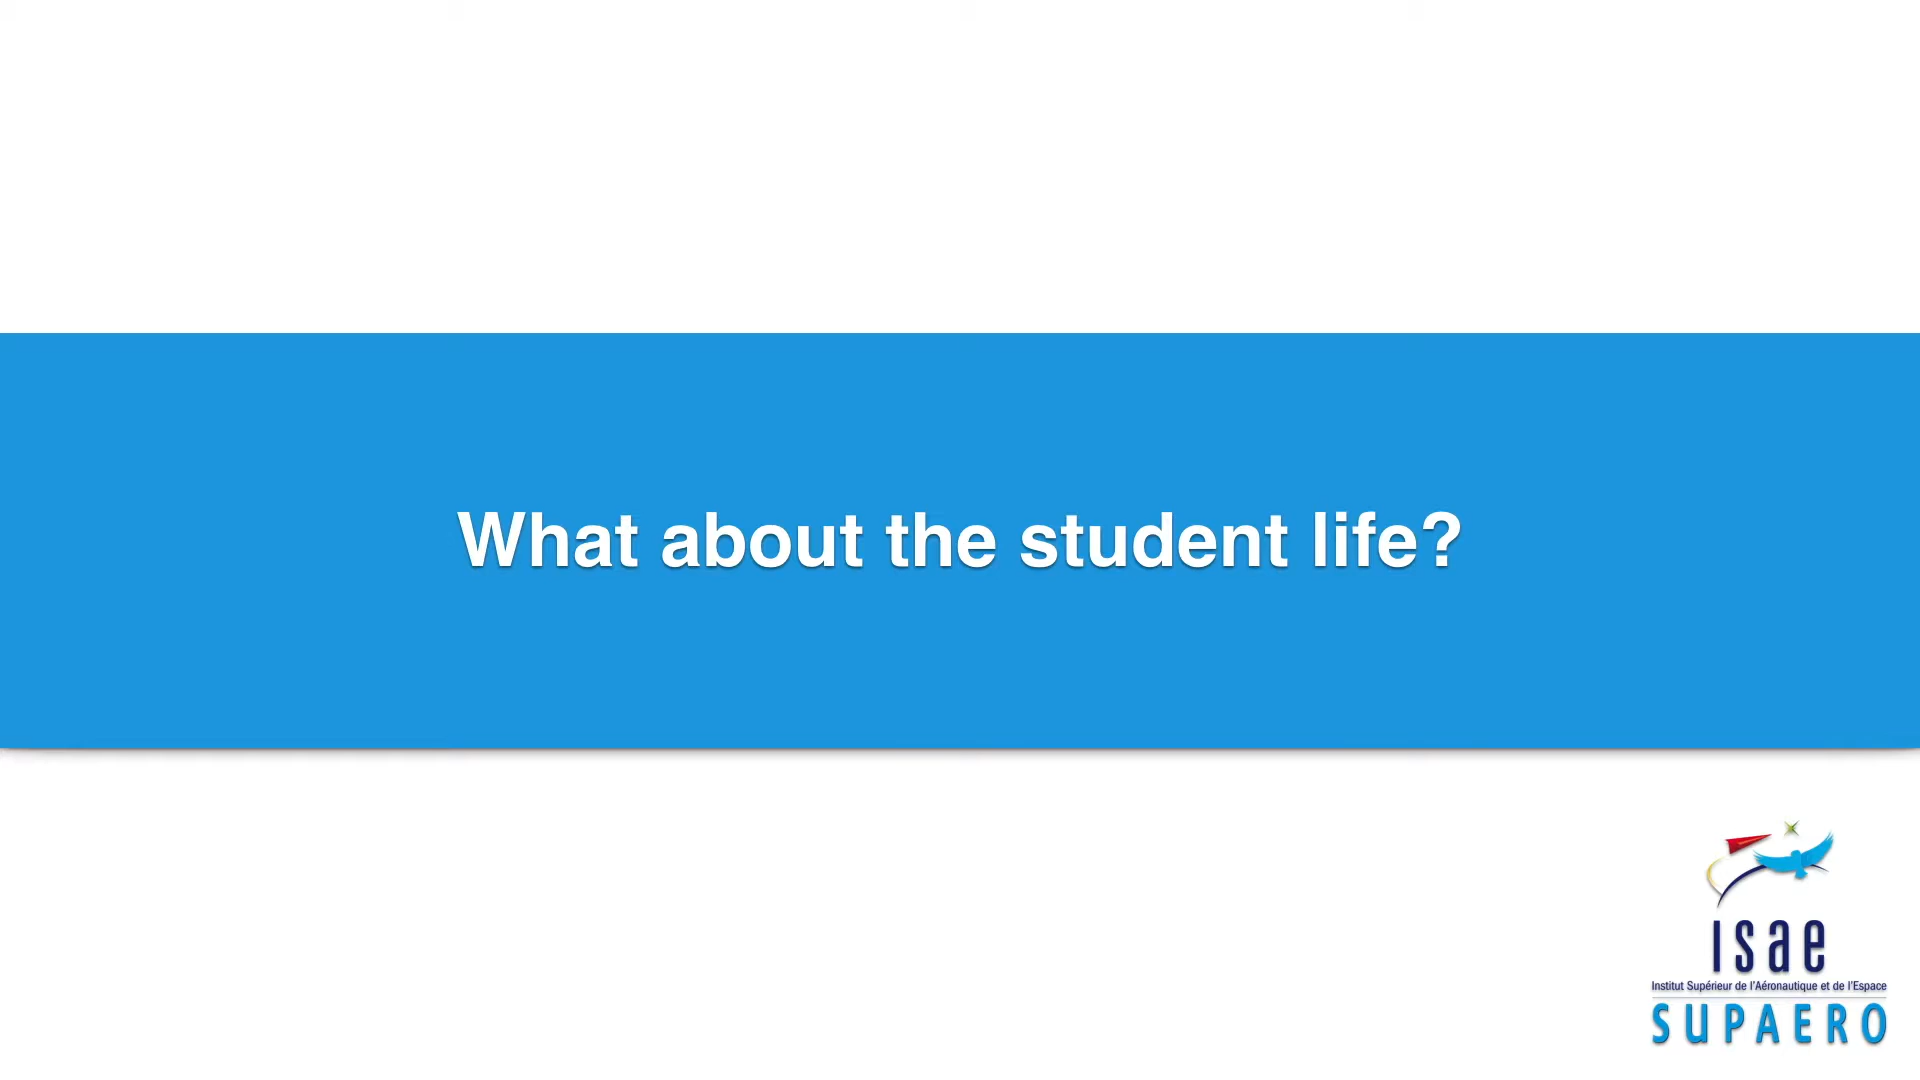 What about the student life?
isae
Institut Supérieur de l'Aéronautique et de l'Espace
SUPAERO